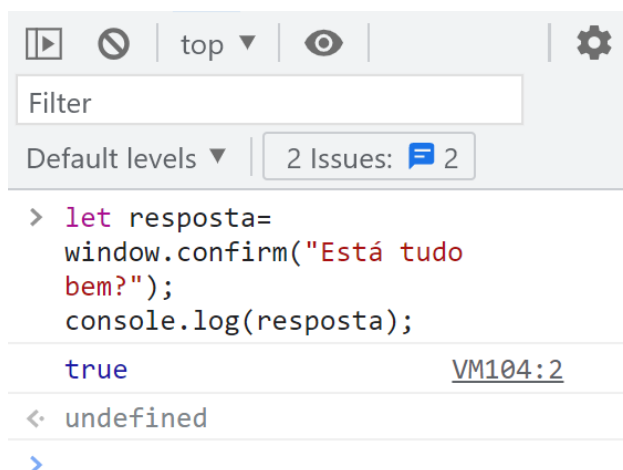 top ▼
Filter
Default levels ▼ 2 Issues: 2
> let resposta=
window.confirm("Está tudo
bem?");
console.log(resposta);
true VM104:2
<· undefined
>